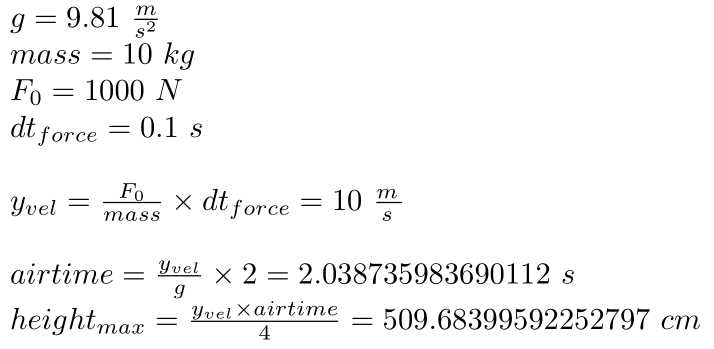 g = 9.81 m/s²
mass = 10 kg
F₀ = 1000 N
dt_force = 0.1 s
y_vel = F₀/mass × dt_force = 10 m/s
airtime = y_vel/g × 2 = 2.038735983690112 s
height_max = y_vel×airtime/4 = 509.68399592252797 cm